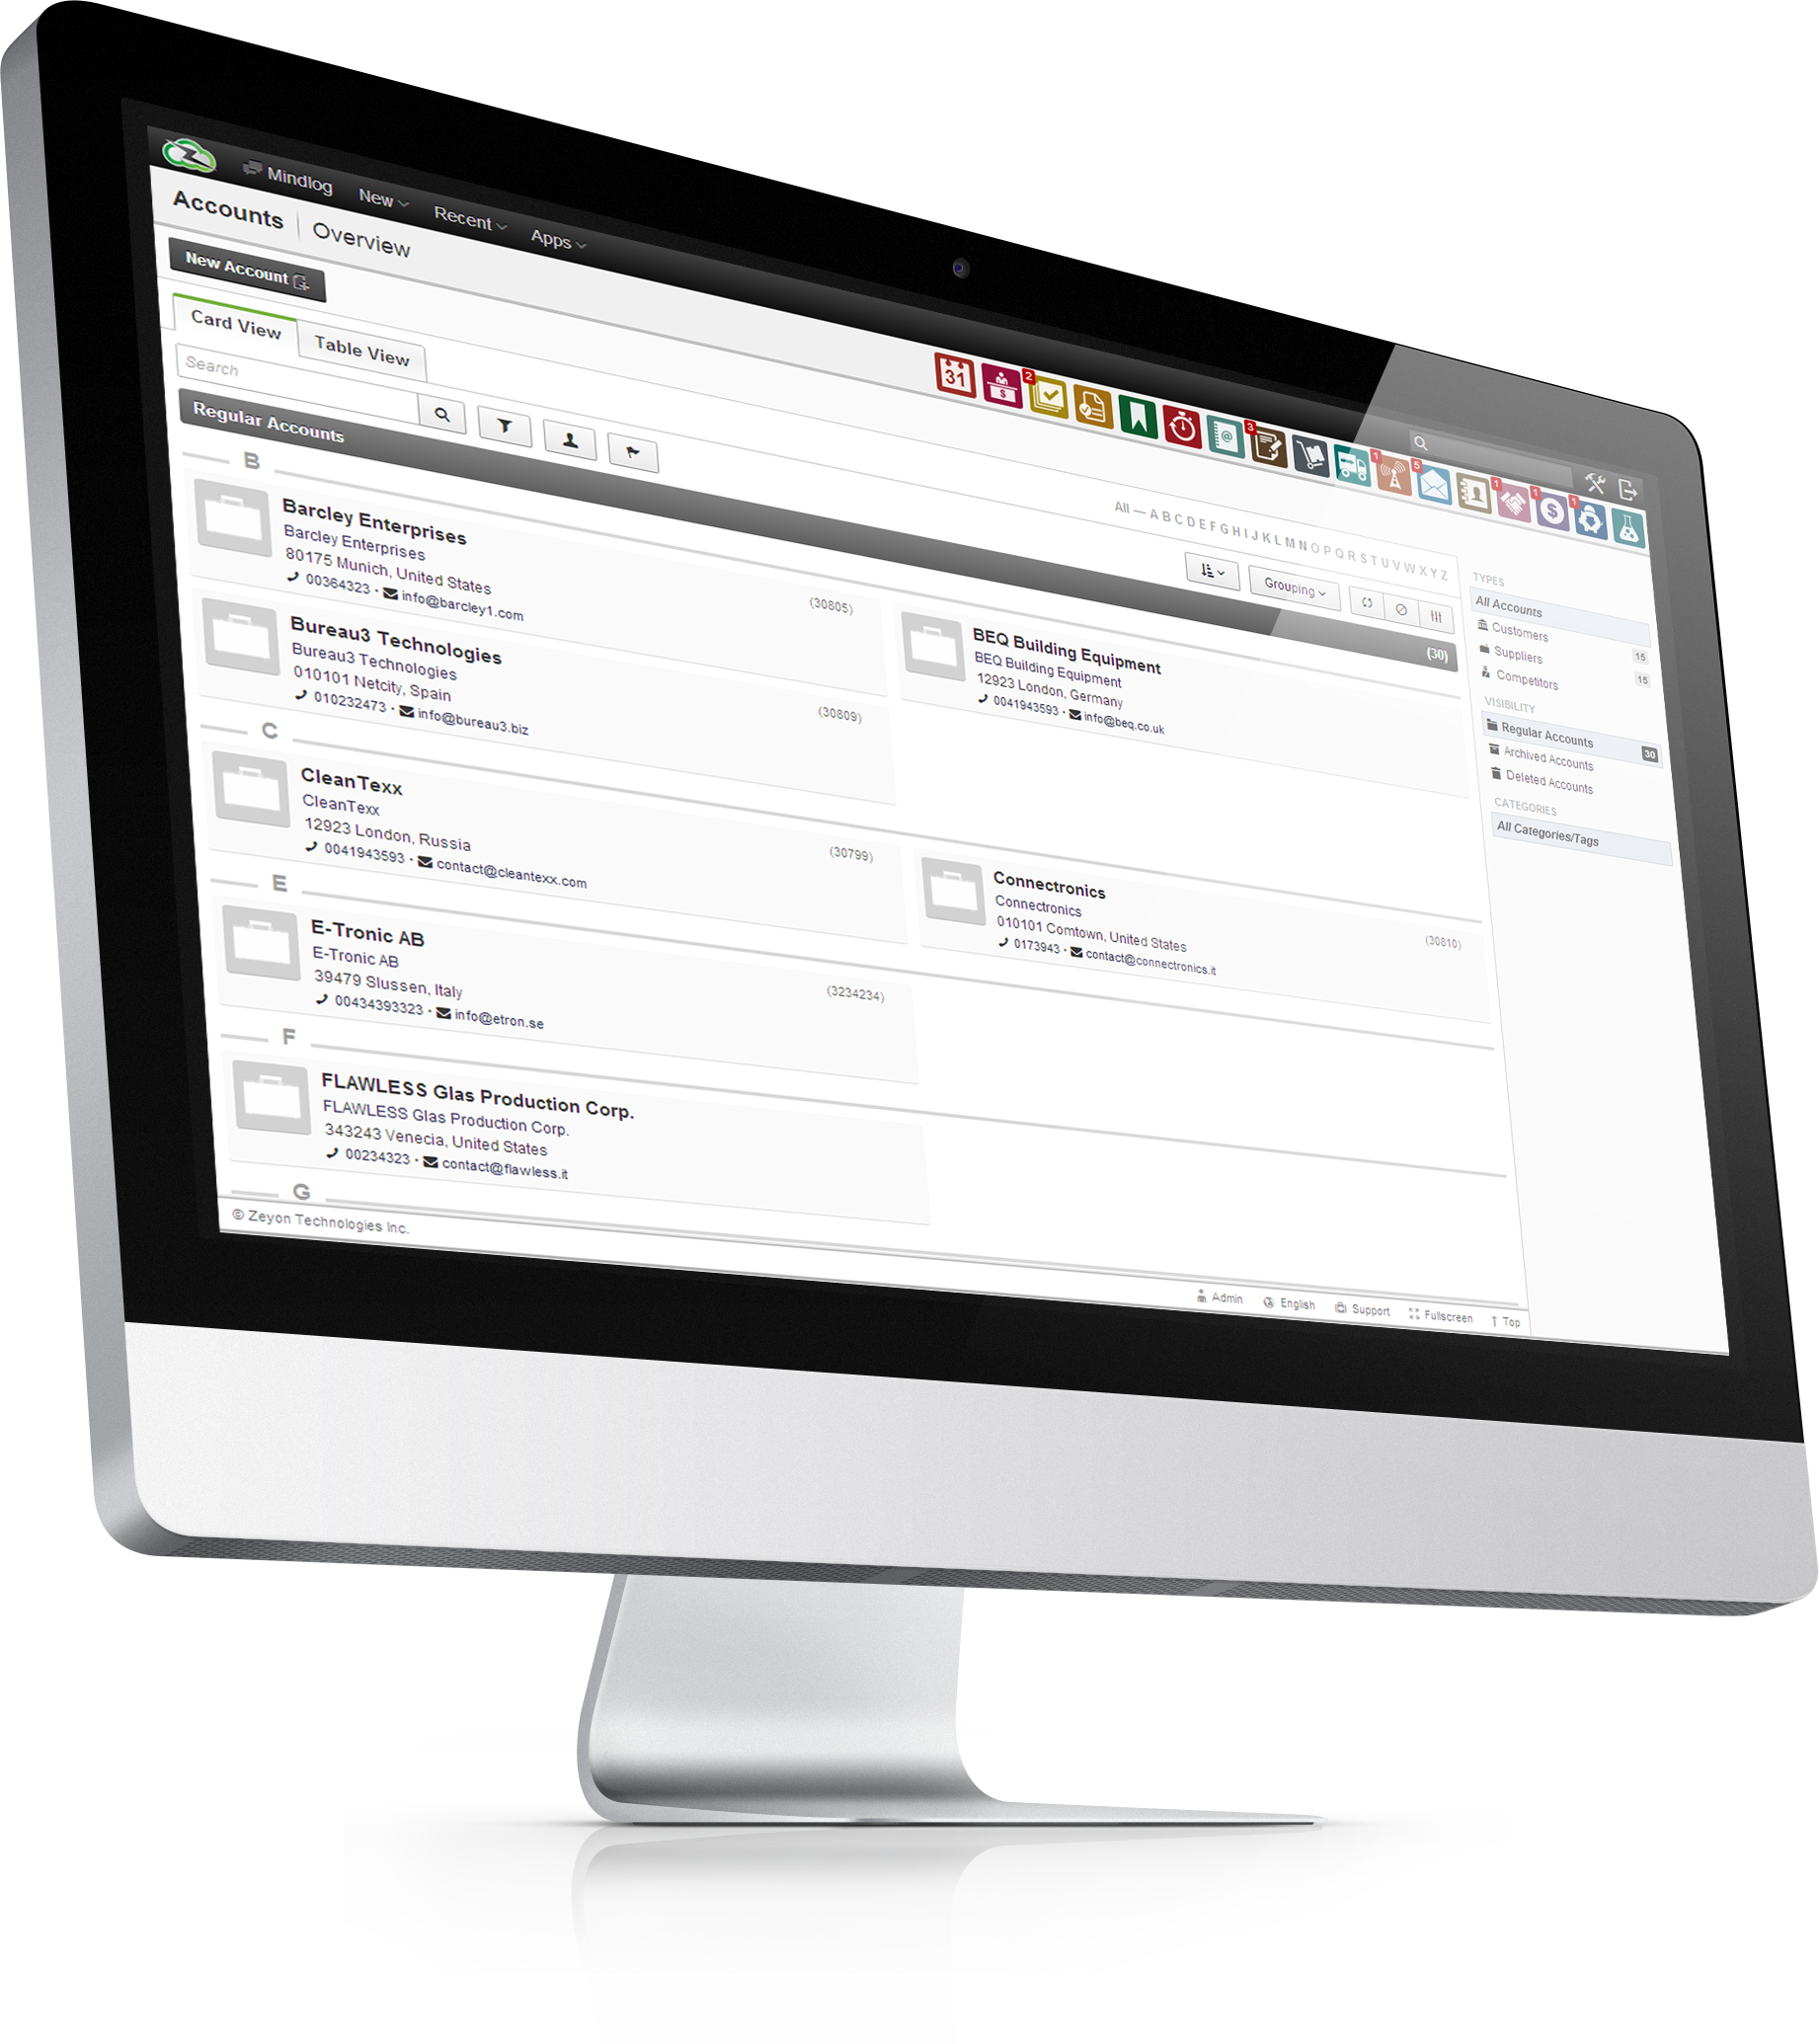 Mindlog New Recent Apps
Accounts Overview
New Account
Card View Table View
Search
31
2
3
1
5
1
1
1
All — A B C D E F G H I J K L M N O P Q R S T U V W X Y Z
Grouping
Regular Accounts (30)
B
Barcley Enterprises
Barcley Enterprises (30805)
80175 Munich, United States
00364323 · info@barcley1.com
BEQ Building Equipment
BEQ Building Equipment
12923 London, Germany
0041943593 · info@beq.co.uk
Bureau3 Technologies
Bureau3 Technologies (30809)
010101 Netcity, Spain
010232473 · info@bureau3.biz
C
CleanTexx
CleanTexx (30799)
12923 London, Russia
0041943593 · contact@cleantexx.com
Connectronics
Connectronics (30810)
010101 Comtown, United States
0173943 · contact@connectronics.it
E
E-Tronic AB
E-Tronic AB (3234234)
39479 Slussen, Italy
00434393323 · info@etron.se
F
FLAWLESS Glas Production Corp.
FLAWLESS Glas Production Corp.
343243 Venecia, United States
00234323 · contact@flawless.it
G
TYPES
All Accounts
Customers 15
Suppliers 15
Competitors
VISIBILITY
Regular Accounts 30
Archived Accounts
Deleted Accounts
CATEGORIES
All Categories/Tags
© Zeyon Technologies Inc.
Admin English Support Fullscreen Top